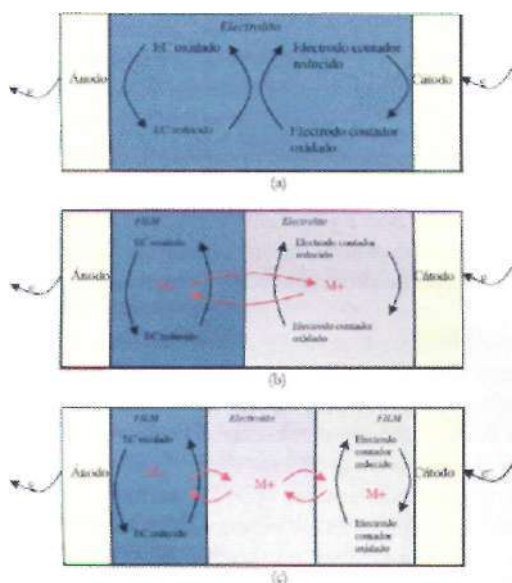 Electrolito
EC oxidado
Electrodo contador
reducido
Ánodo
Cátodo
e-
EC reducido
Electrodo contador
oxidado
(a)
FILM
Electrolito
EC oxidado
Electrodo contador
reducido
Ánodo
M+
M+
Cátodo
EC reducido
Electrodo contador
oxidado
(b)
FILM
Electrolito
FILM
EC oxidado
Electrodo
contador
reducido
Ánodo
M+
M+
M+
Cátodo
e-
EC reducido
Electrodo
contador
oxidado
(c)